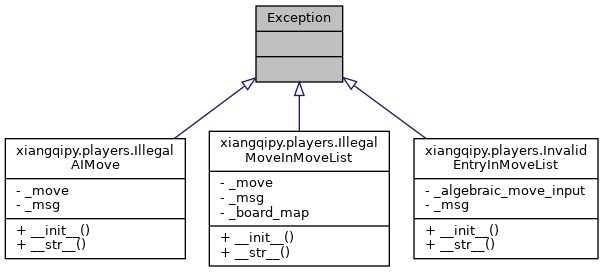 Exception
xiangqipy.players.Illegal
AIMove
- _move
- _msg
+ __init__()
+ __str__()
xiangqipy.players.Illegal
MoveInMoveList
- _move
- _msg
- _board_map
+ __init__()
+ __str__()
xiangqipy.players.Invalid
EntryInMoveList
- _algebraic_move_input
- _msg
+ __init__()
+ __str__()